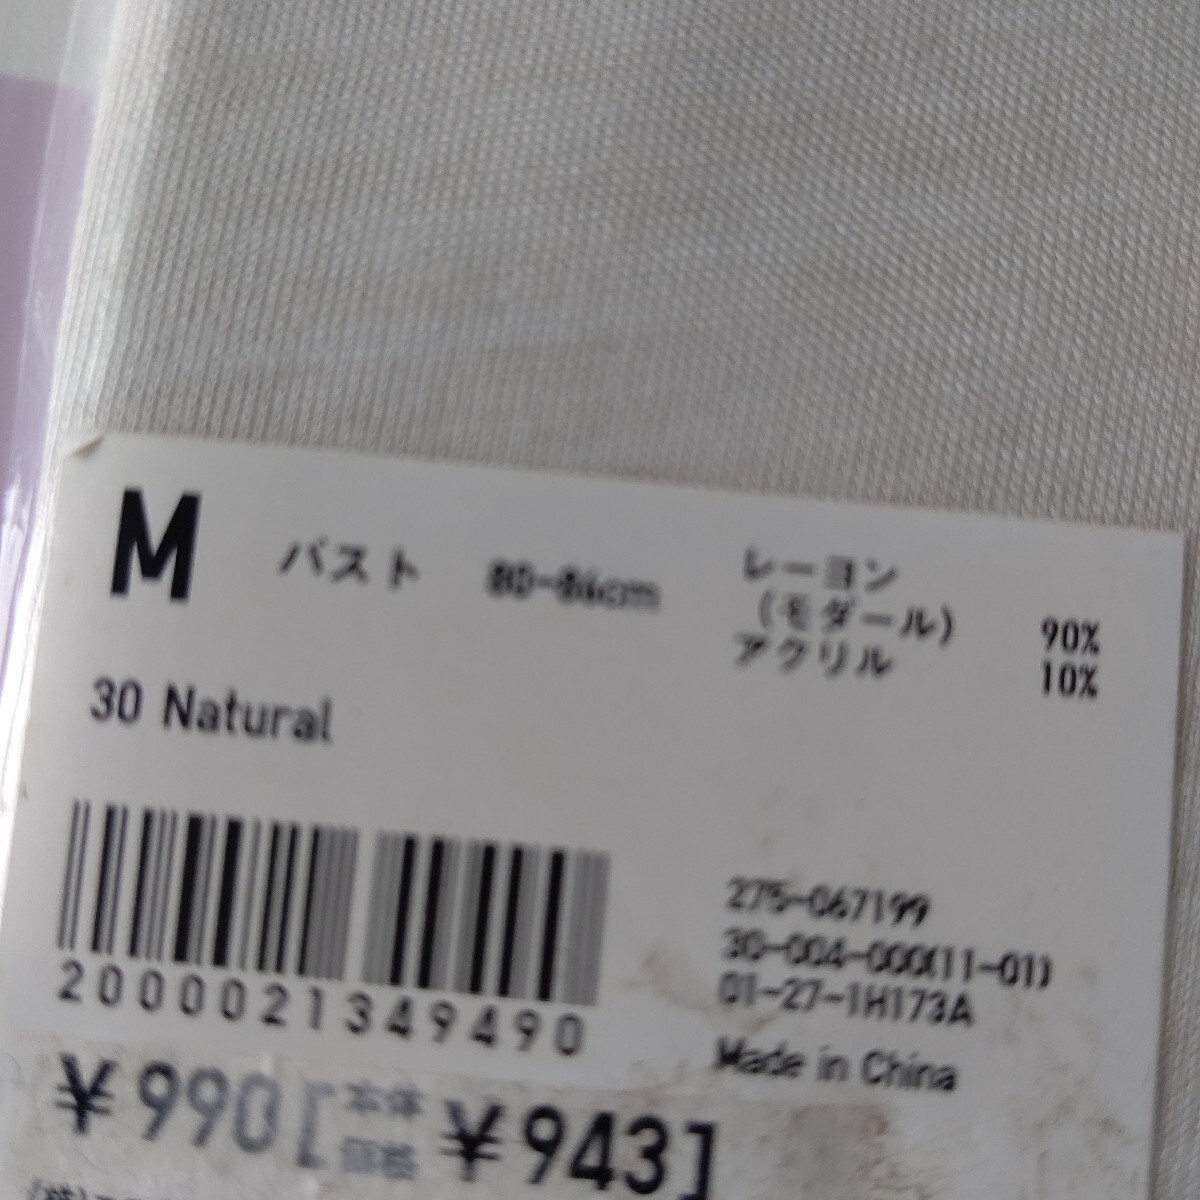 M バスト 80-86cm
レーヨン
(モダール) 90%
アクリル 10%
30 Natural
2000021349490
275-067199
30-004-000(11-01)
01-27-1H173A
Made in China
¥990[本体価格 ¥943]